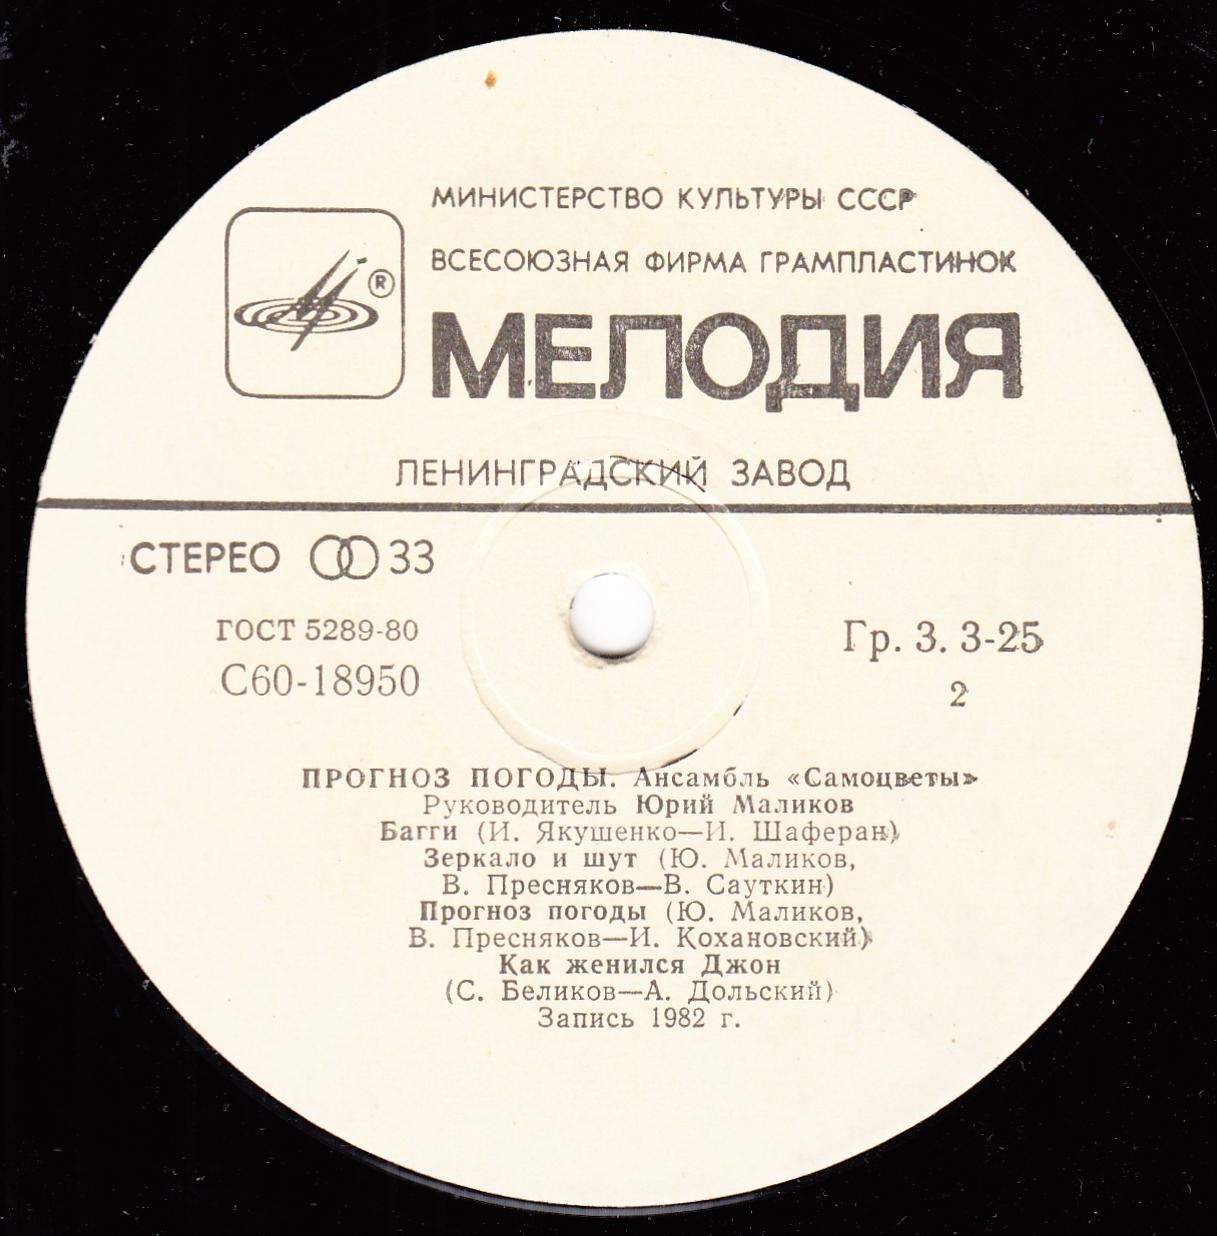 МИНИСТЕРСТВО КУЛЬТУРЫ СССР
ВСЕСОЮЗНАЯ ФИРМА ГРАМПЛАСТИНОК
®
МЕЛОДИЯ
ЛЕНИНГРАДСКИЙ ЗАВОД
СТЕРЕО 33
ГОСТ 5289-80
С60-18950
Гр. 3. 3-25
2
ПРОГНОЗ ПОГОДЫ. Ансамбль «Самоцветы»
Руководитель Юрий Маликов
Багги (И. Якушенко—И. Шаферан)
Зеркало и шут (Ю. Маликов,
В. Пресняков—В. Сауткин)
Прогноз погоды (Ю. Маликов,
В. Пресняков—И. Кохановский)
Как женился Джон
(С. Беликов—А. Дольский)
Запись 1982 г.